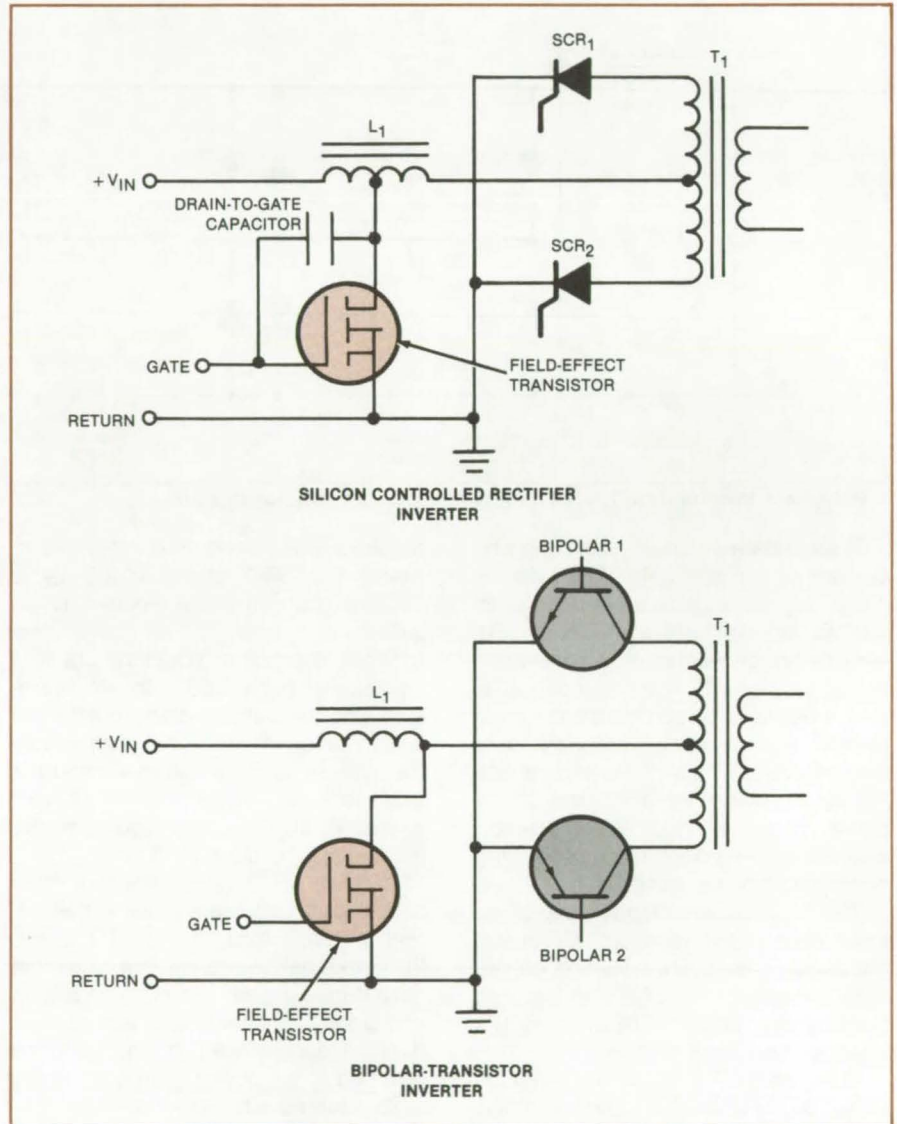 SCR1
T1
L1
+ VIN
DRAIN-TO-GATE
CAPACITOR
SCR2
GATE
FIELD-EFFECT
TRANSISTOR
RETURN
SILICON CONTROLLED RECTIFIER
INVERTER
BIPOLAR 1
T1
L1
+ VIN
GATE
BIPOLAR 2
RETURN
FIELD-EFFECT
TRANSISTOR
BIPOLAR-TRANSISTOR
INVERTER